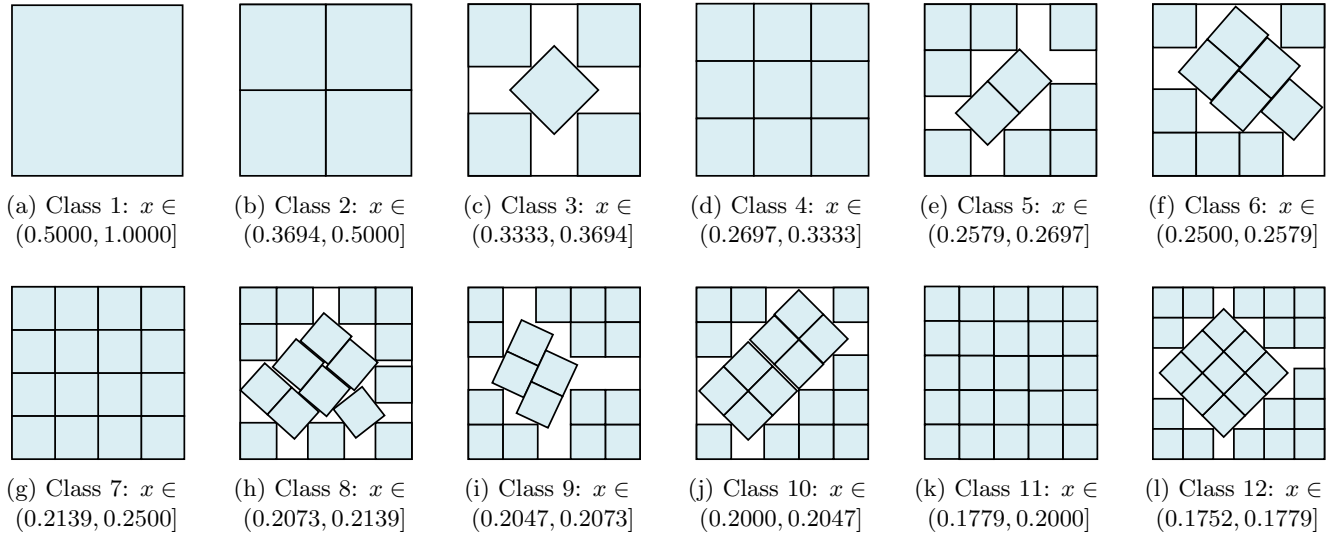 (a) Class 1: x ∈
(0.5000, 1.0000]
(b) Class 2: x ∈
(0.3694, 0.5000]
(c) Class 3: x ∈
(0.3333, 0.3694]
(d) Class 4: x ∈
(0.2697, 0.3333]
(e) Class 5: x ∈
(0.2579, 0.2697]
(f) Class 6: x ∈
(0.2500, 0.2579]
(g) Class 7: x ∈
(0.2139, 0.2500]
(h) Class 8: x ∈
(0.2073, 0.2139]
(i) Class 9: x ∈
(0.2047, 0.2073]
(j) Class 10: x ∈
(0.2000, 0.2047]
(k) Class 11: x ∈
(0.1779, 0.2000]
(l) Class 12: x ∈
(0.1752, 0.1779]